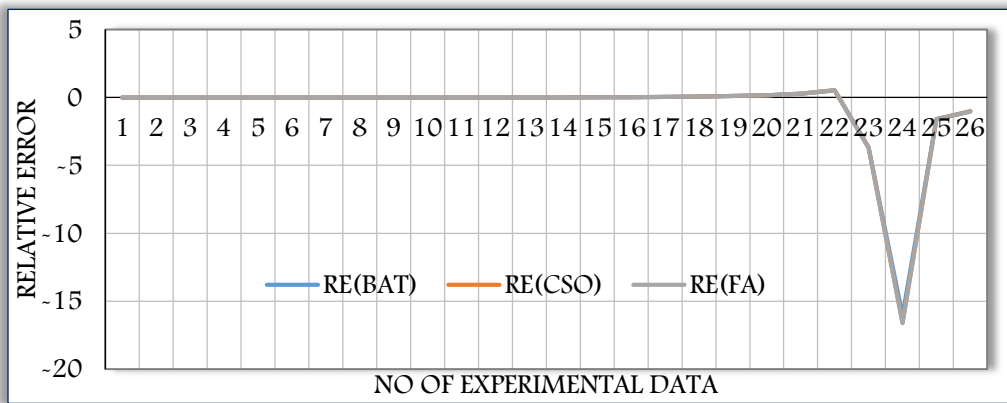 5
0
-5
-10
-15
-20
RELATIVE ERROR
1 2 3 4 5 6 7 8 9 10 11 12 13 14 15 16 17 18 19 20 21 22 23 24 25 26
RE(BAT) RE(CSO) RE(FA)
NO OF EXPERIMENTAL DATA